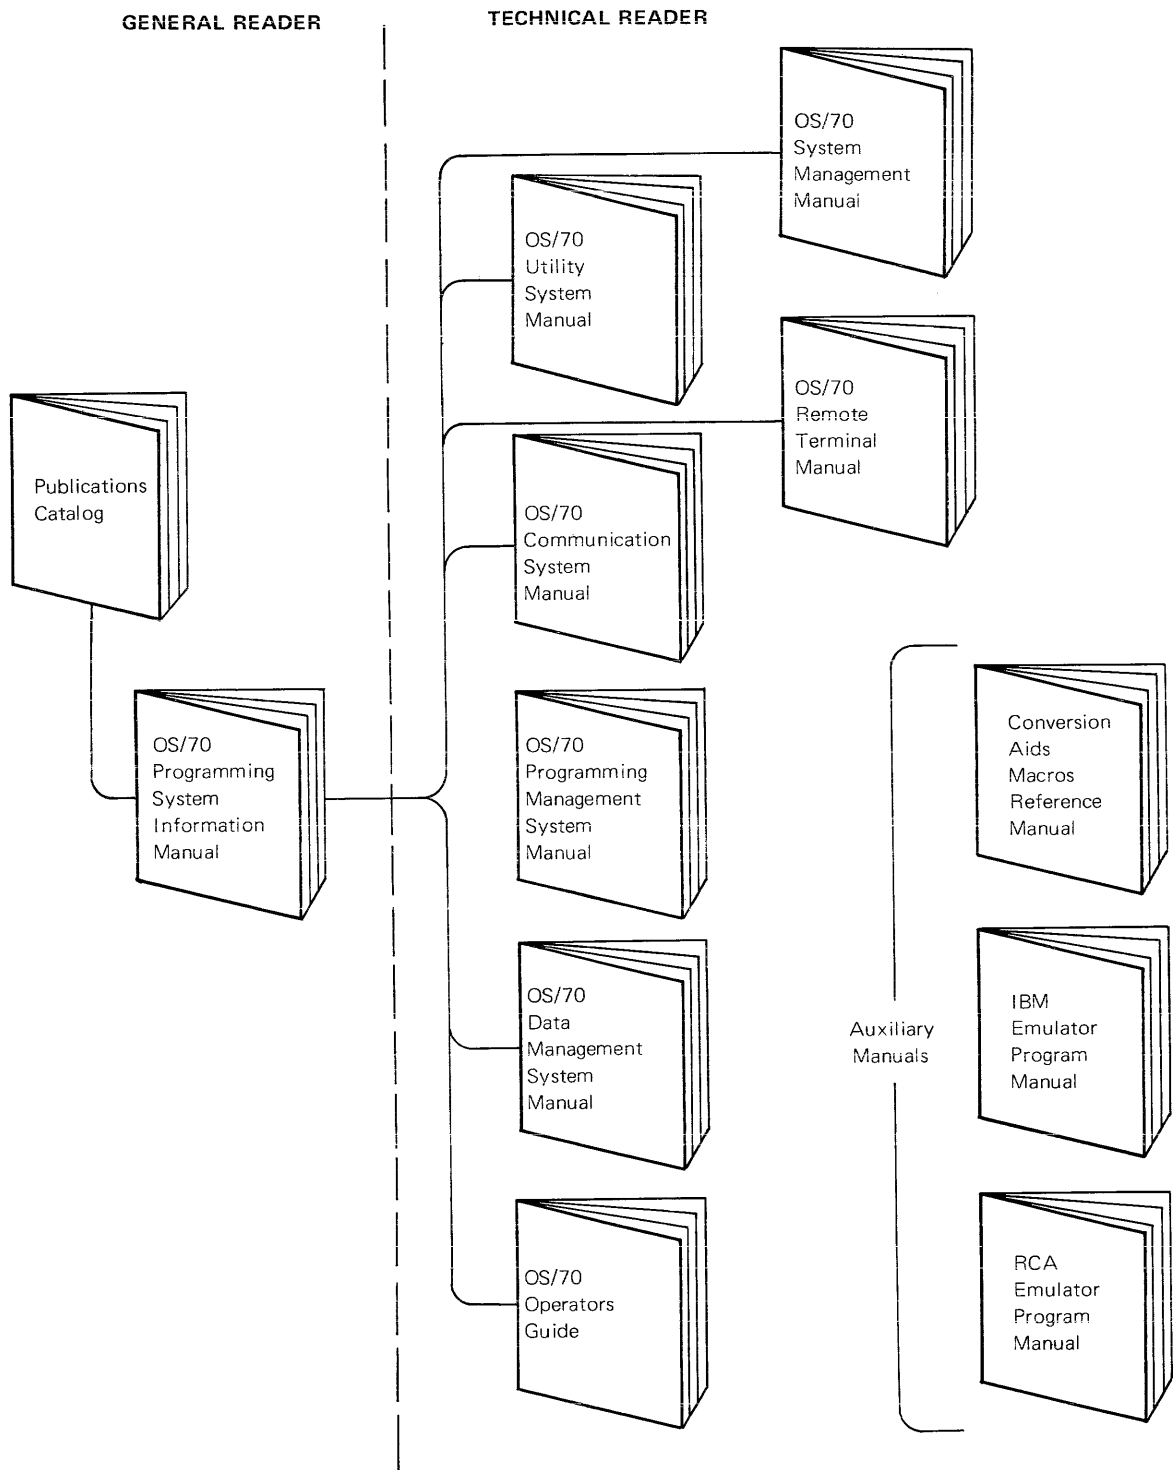 GENERAL READER
TECHNICAL READER
OS/70
System
Management
Manual
OS/70
Utility
System
Manual
OS/70
Remote
Terminal
Manual
Publications
Catalog
OS/70
Communication
System
Manual
OS/70
Programming
System
Information
Manual
OS/70
Programming
Management
System
Manual
Conversion
Aids
Macros
Reference
Manual
OS/70
Data
Management
System
Manual
Auxiliary
Manuals
IBM
Emulator
Program
Manual
OS/70
Operators
Guide
RCA
Emulator
Program
Manual